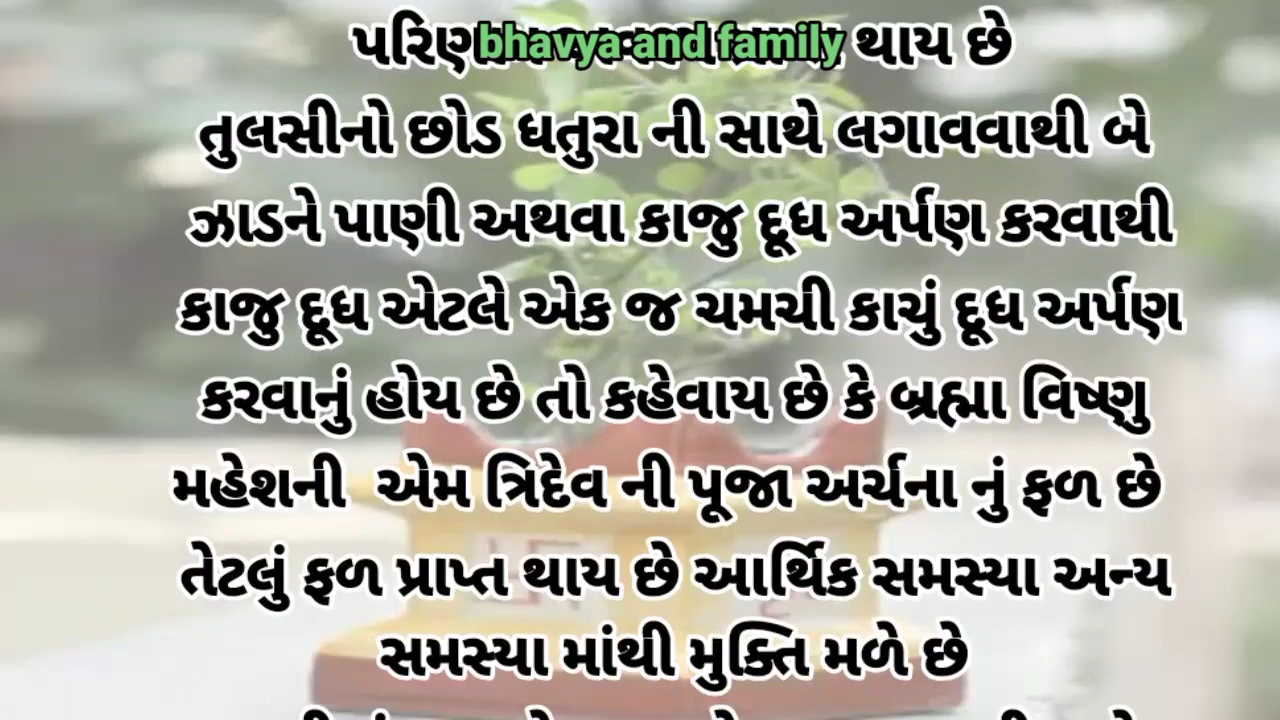 bhavya and family
થાય છે
તુલસીનો છોડ ધતુરા ની સાથે લગાવવાથી બે
ઝાડને પાણી અથવા કાજુ દૂધ અર્પણ કરવાથી
કાજુ દૂધ એટલે એક જ ચમચી કાચું દૂધ અર્પણ
કરવાનું હોય છે તો કહેવાય છે કે બ્રહ્મા વિષ્ણુ
મહેશની એમ ત્રિદેવ ની પૂજા અર્ચના નું ફળ છે
તેટલું ફળ પ્રાપ્ત થાય છે આર્થિક સમસ્યા અન્ય
સમસ્યા માંથી મુક્તિ મળે છે